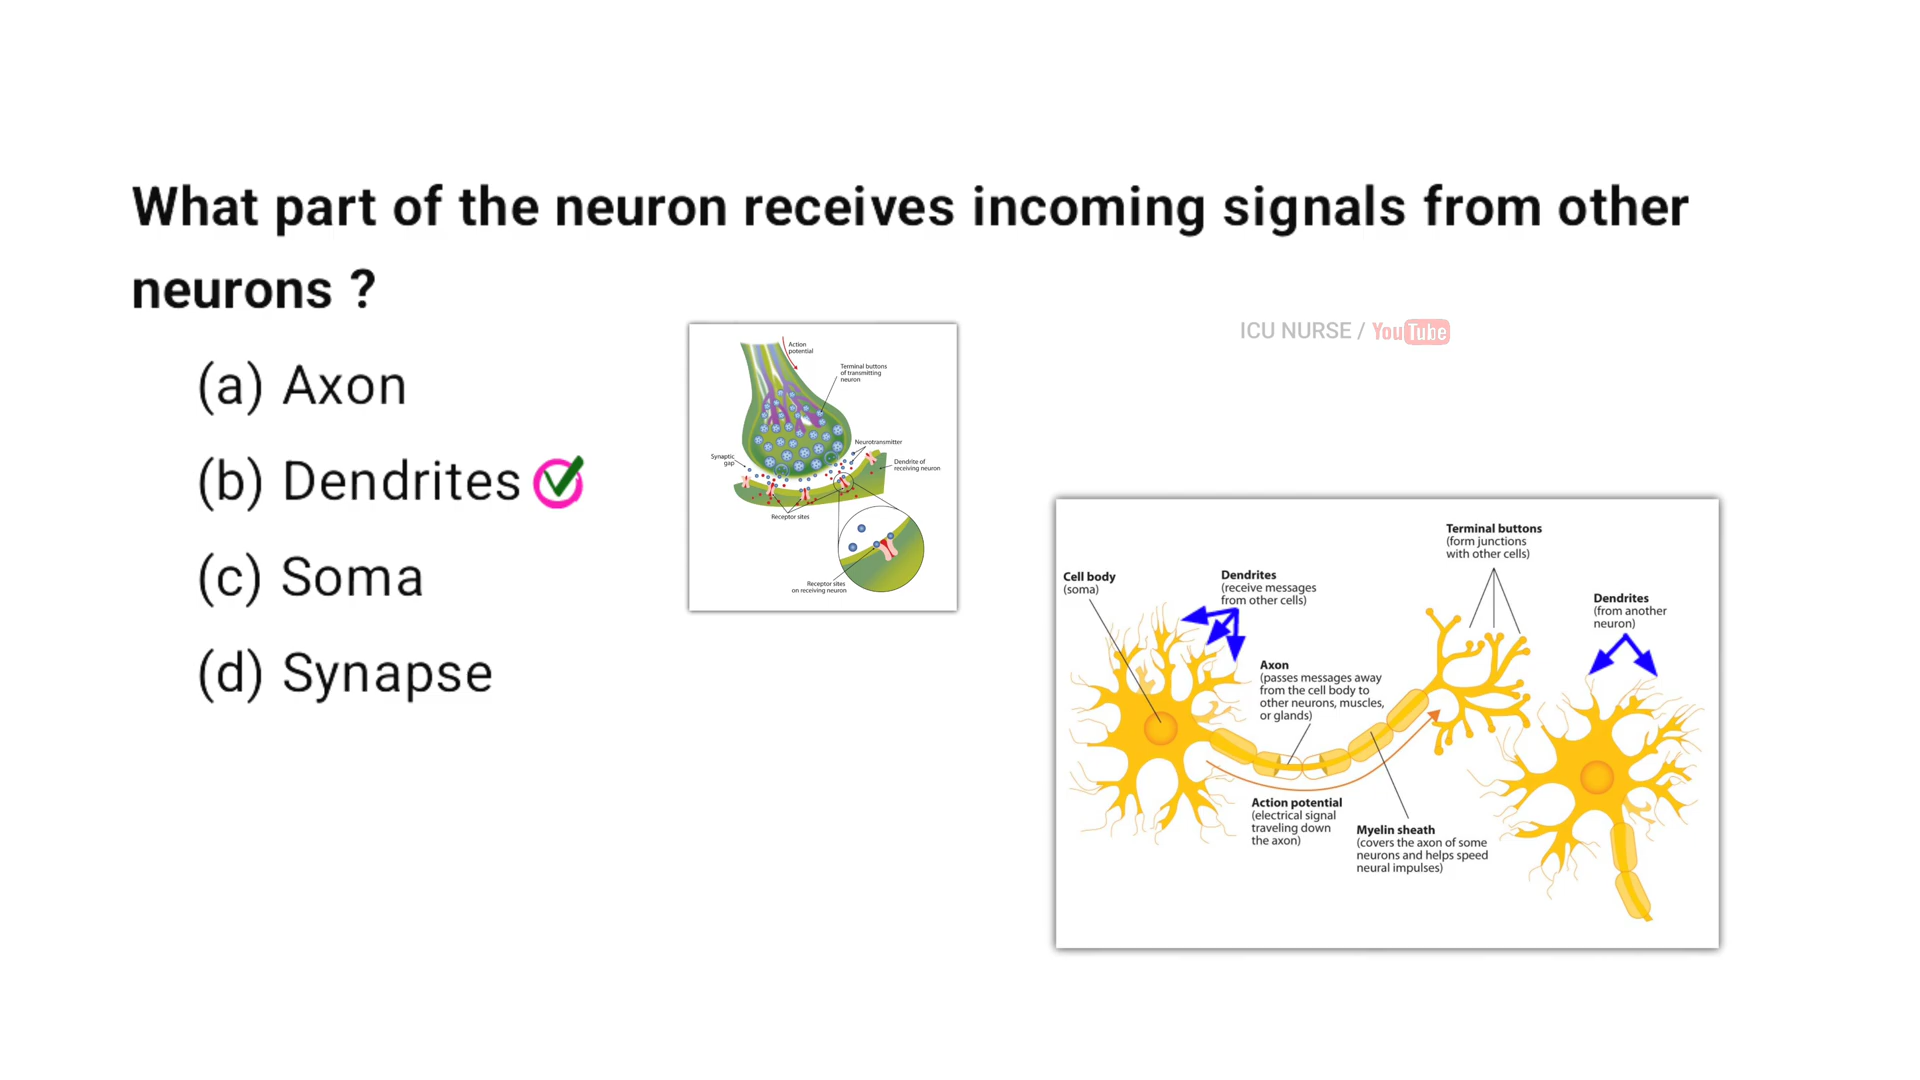 What part of the neuron receives incoming signals from other
neurons ?
(a) Axon
(b) Dendrites
(c) Soma
(d) Synapse
ICU NURSE / YouTube
Action
potential
Terminal buttons
of transmitting
neuron
Neurotransmitter
Synaptic
gap
Dendrite of
receiving neuron
Receptor sites
Receptor sites
on receiving neuron
Terminal buttons
(form junctions
with other cells)
Cell body
(soma)
Dendrites
(receive messages
from other cells)
Dendrites
(from another
neuron)
Axon
(passes messages away
from the cell body to
other neurons, muscles,
or glands)
Action potential
(electrical signal
traveling down
the axon)
Myelin sheath
(covers the axon of some
neurons and helps speed
neural impulses)